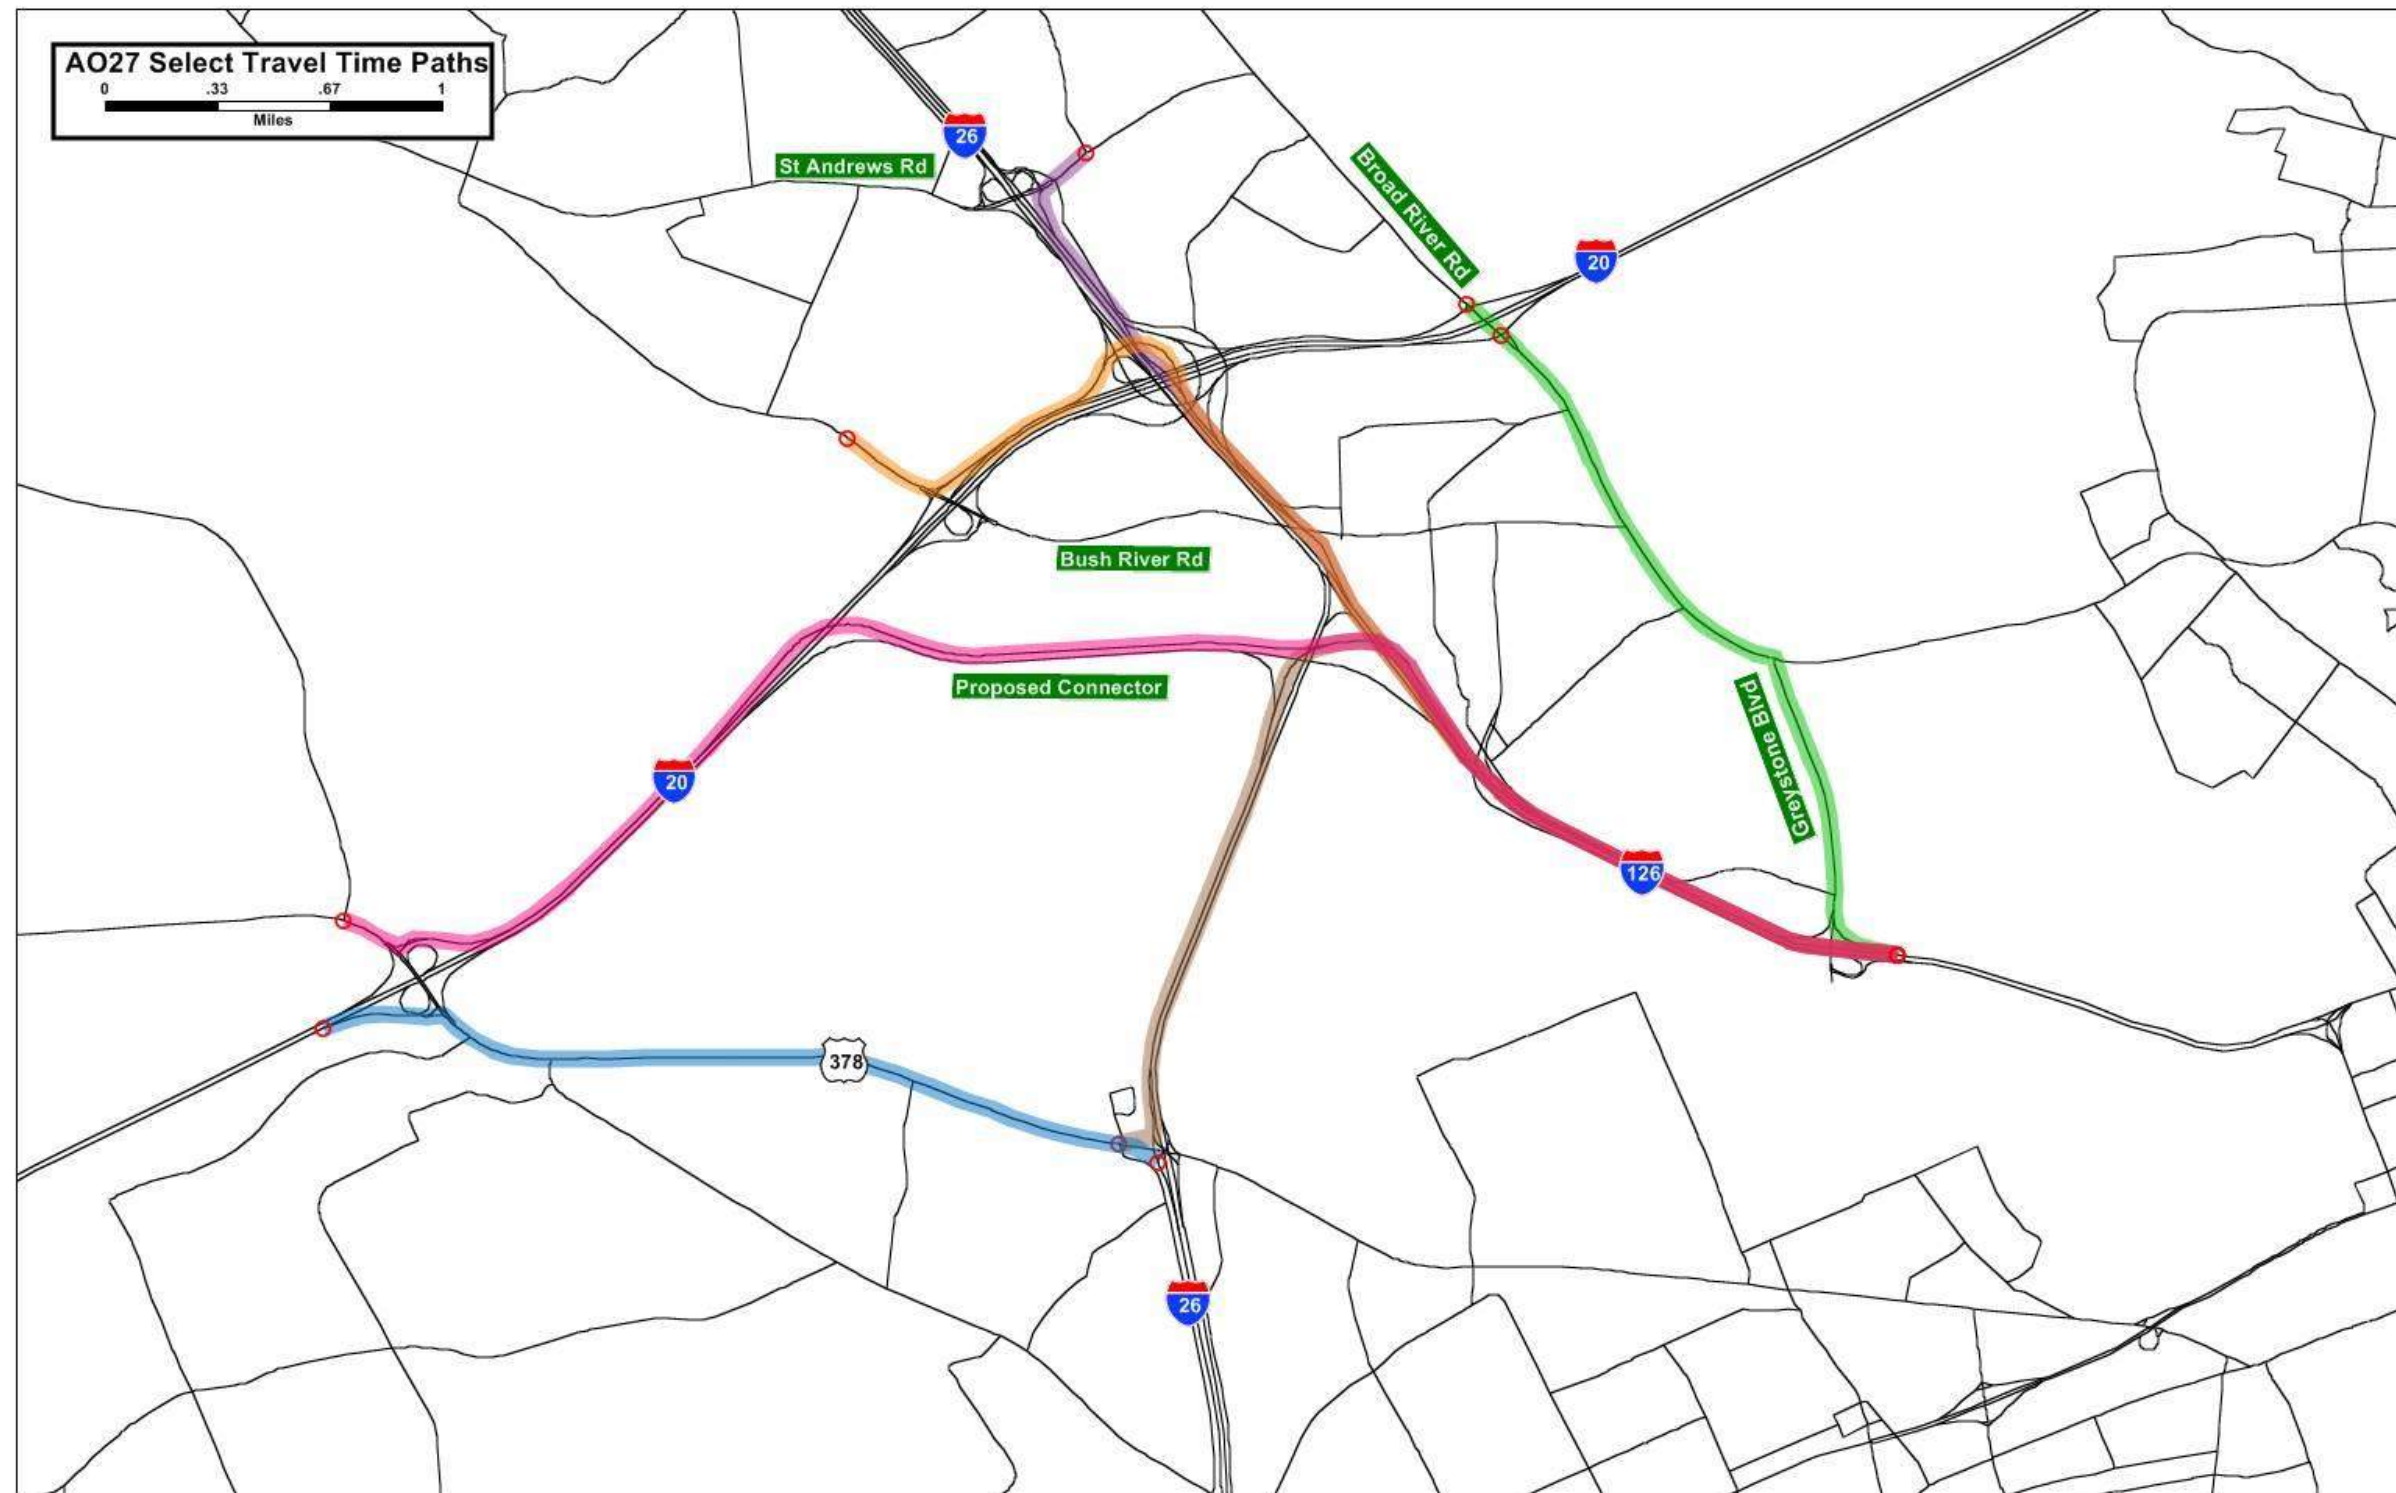 AO27 Select Travel Time Paths
0 .33 .67 1
Miles
26
St Andrews Rd
Broad River Rd
20
Bush River Rd
Proposed Connector
Greystone Blvd
20
126
378
26